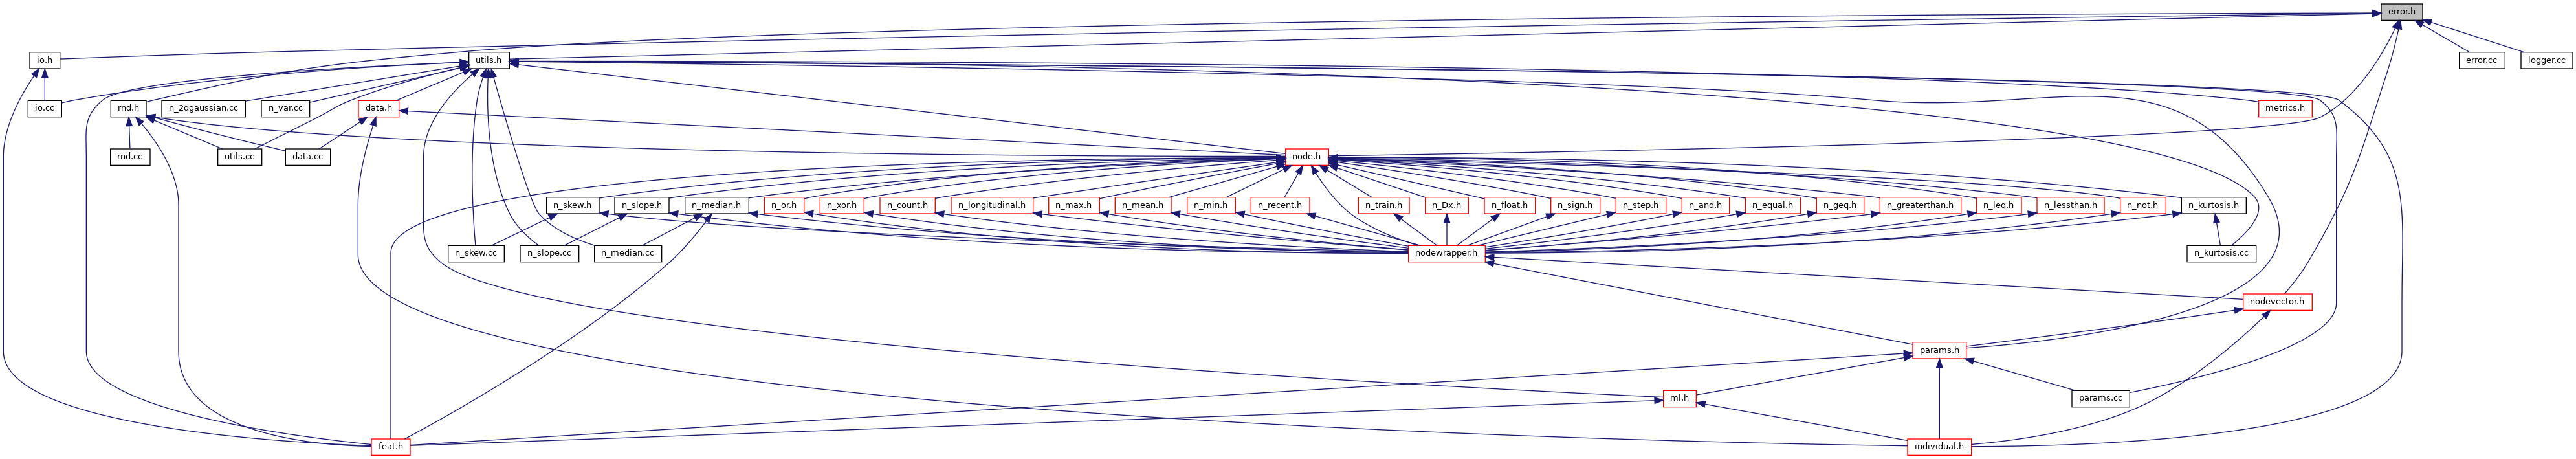 error.h
io.h
utils.h
error.cc
logger.cc
io.cc
rnd.h
n_2dgaussian.cc
n_var.cc
data.h
metrics.h
rnd.cc
utils.cc
data.cc
node.h
n_skew.h
n_slope.h
n_median.h
n_or.h
n_xor.h
n_count.h
n_longitudinal.h
n_max.h
n_mean.h
n_min.h
n_recent.h
n_train.h
n_Dx.h
n_float.h
n_sign.h
n_step.h
n_and.h
n_equal.h
n_geq.h
n_greaterthan.h
n_leq.h
n_lessthan.h
n_not.h
n_kurtosis.h
n_skew.cc
n_slope.cc
n_median.cc
nodewrapper.h
n_kurtosis.cc
nodevector.h
params.h
ml.h
params.cc
feat.h
individual.h